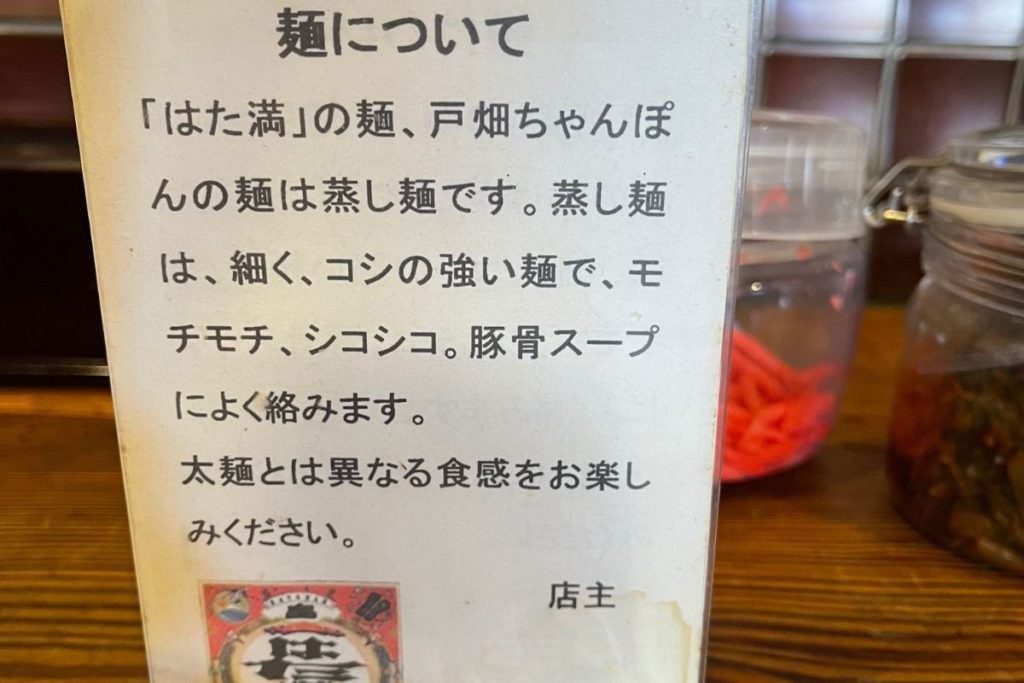 麺について
「はた満」の麺、戸畑ちゃんぽ
んの麺は蒸し麺です。蒸し麺
は、細く、コシの強い麺で、モ
チモチ、シコシコ。豚骨スープ
によく絡みます。
太麺とは異なる食感をお楽し
みください。
店主
はた